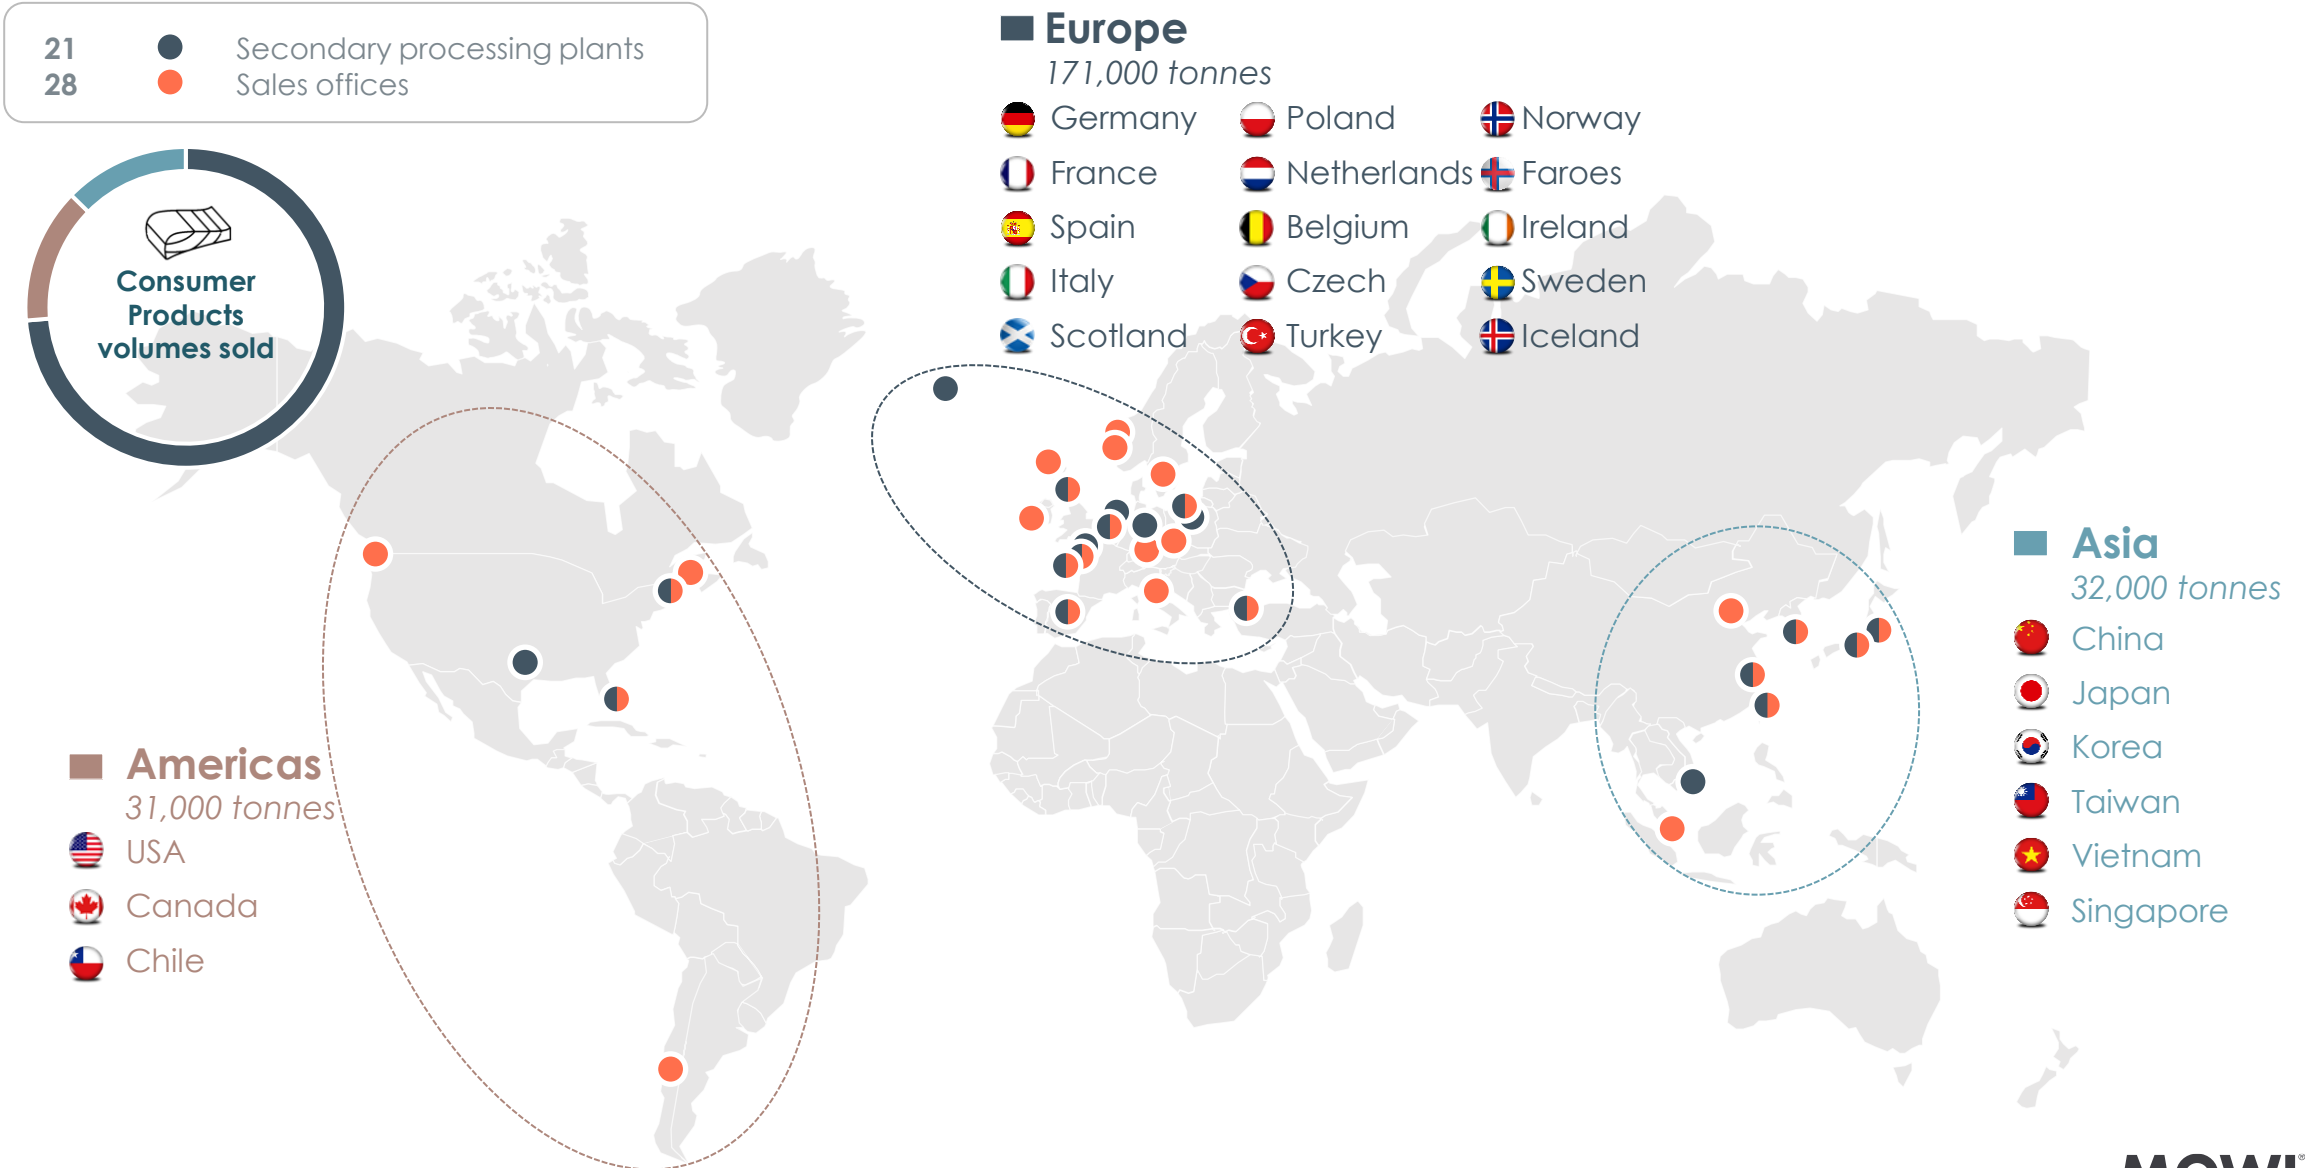 21 Secondary processing plants
28 Sales offices
Consumer
Products
volumes sold
Europe
171,000 tonnes
Germany Poland Norway
France Netherlands Faroes
Spain Belgium Ireland
Italy Czech Sweden
Scotland Turkey Iceland
Americas
31,000 tonnes
USA
Canada
Chile
Asia
32,000 tonnes
China
Japan
Korea
Taiwan
Vietnam
Singapore
MOWI®